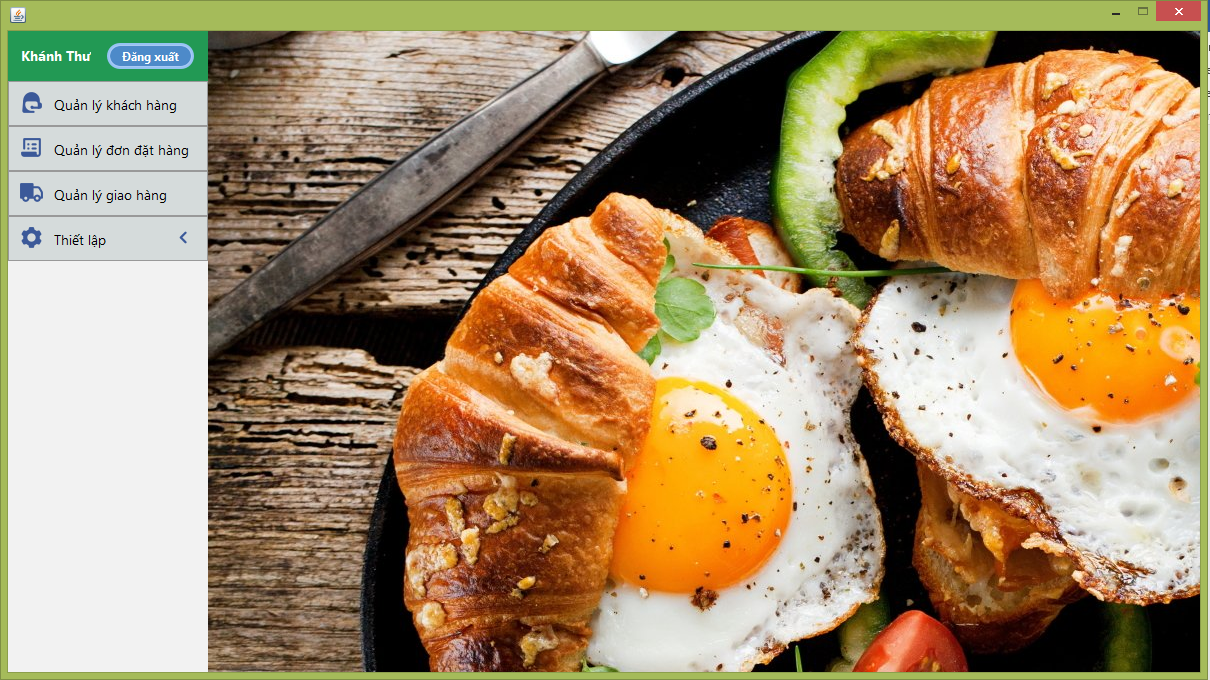 Khánh Thư
Đăng xuất
Quản lý khách hàng
Quản lý đơn đặt hàng
Quản lý giao hàng
Thiết lập